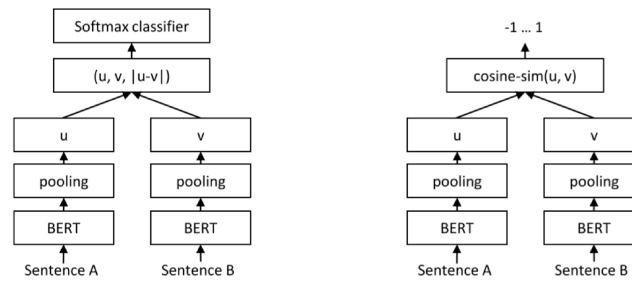 Softmax classifier
(u, v, |u-v|)
u
v
pooling
pooling
BERT
BERT
Sentence A
Sentence B
-1 … 1
cosine-sim(u, v)
u
v
pooling
pooling
BERT
BERT
Sentence A
Sentence B